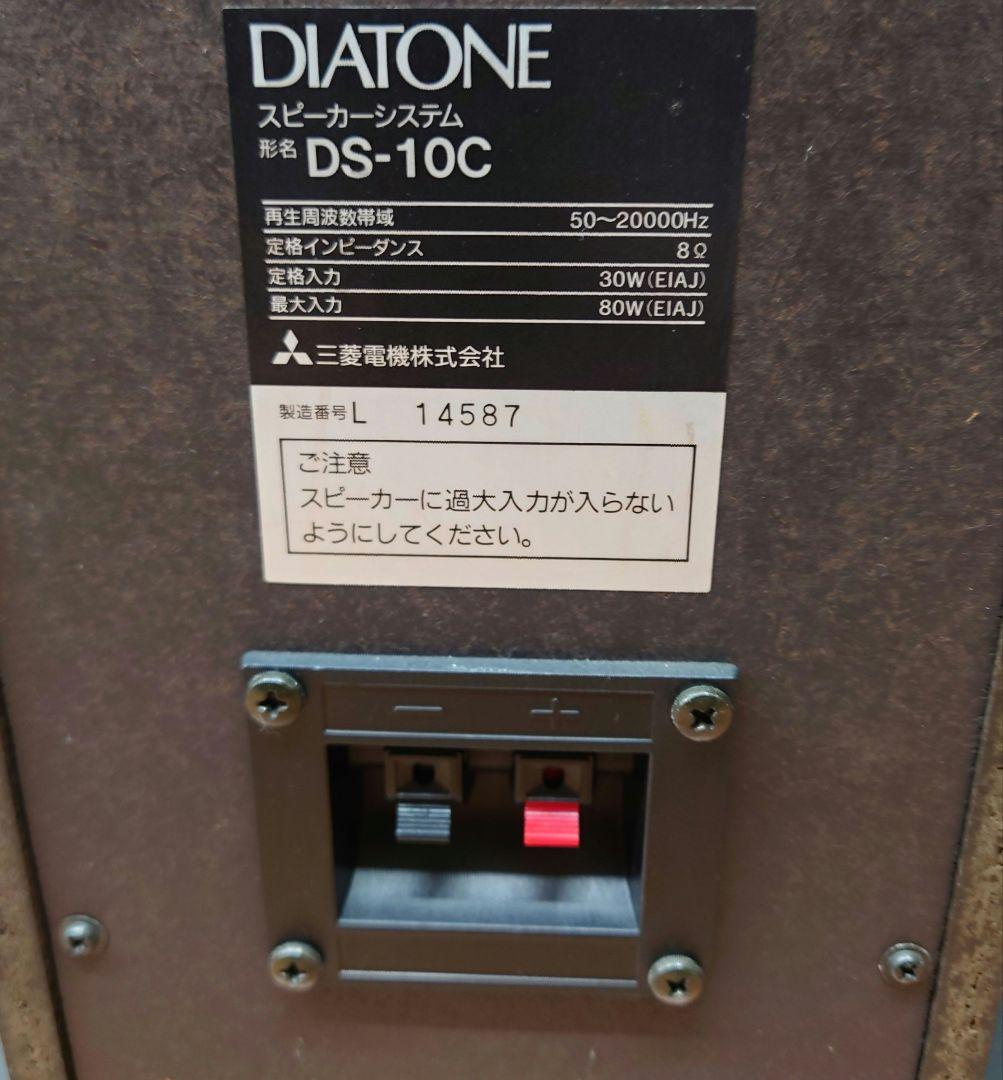 DIATONE
スピーカーシステム
形名 DS-10C
再生周波数帯域 50〜20000Hz
定格インピーダンス 8Ω
定格入力 30W(EIAJ)
最大入力 80W(EIAJ)
三菱電機株式会社
製造番号 L 14587
ご注意
スピーカーに過大入力が入らない
ようにしてください。
− +